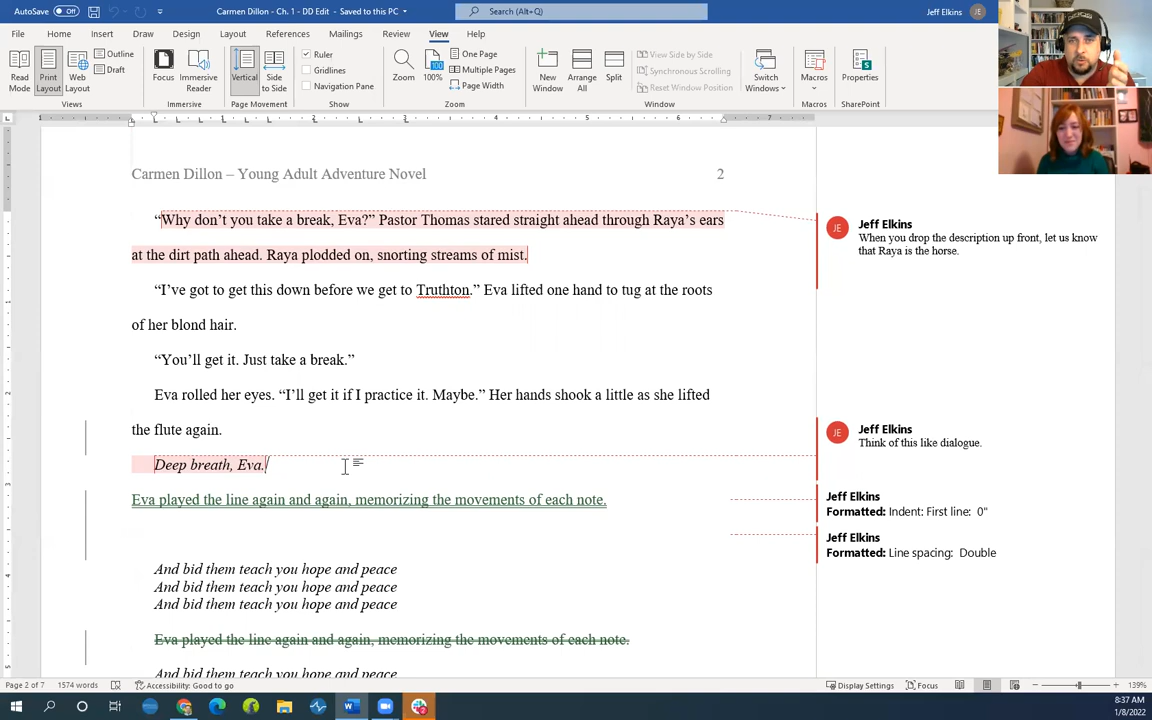 AutoSave Off Carmen Dillon - Ch. 1 - DD Edit - Saved to this PC Search (Alt+Q) Jeff Elkins JE
File Home Insert Draw Design Layout References Mailings Review View Help
Read Mode Print Layout Web Layout Outline Draft Focus Immersive Reader Vertical Side to Side Ruler Gridlines Navigation Pane Zoom 100% One Page Multiple Pages Page Width New Window Arrange All Split View Side by Side Synchronous Scrolling Reset Window Position Switch Windows Macros Properties
Views Immersive Page Movement Show Zoom Window Macros SharePoint
1 1 2 3 4 5 6 7
Carmen Dillon – Young Adult Adventure Novel 2
“Why don’t you take a break, Eva?” Pastor Thomas stared straight ahead through Raya’s ears
at the dirt path ahead. Raya plodded on, snorting streams of mist.
“I’ve got to get this down before we get to Truthton.” Eva lifted one hand to tug at the roots
of her blond hair.
“You’ll get it. Just take a break.”
Eva rolled her eyes. “I’ll get it if I practice it. Maybe.” Her hands shook a little as she lifted
the flute again.
Deep breath, Eva.
Eva played the line again and again, memorizing the movements of each note.
And bid them teach you hope and peace
And bid them teach you hope and peace
And bid them teach you hope and peace
Eva played the line again and again, memorizing the movements of each note.
And bid them teach you hope and peace
JE Jeff Elkins
When you drop the description up front, let us know
that Raya is the horse.
JE Jeff Elkins
Think of this like dialogue.
Jeff Elkins
Formatted: Indent: First line: 0"
Jeff Elkins
Formatted: Line spacing: Double
Page 2 of 7 1574 words Accessibility: Good to go Display Settings Focus 139%
8:37 AM
1/8/2022